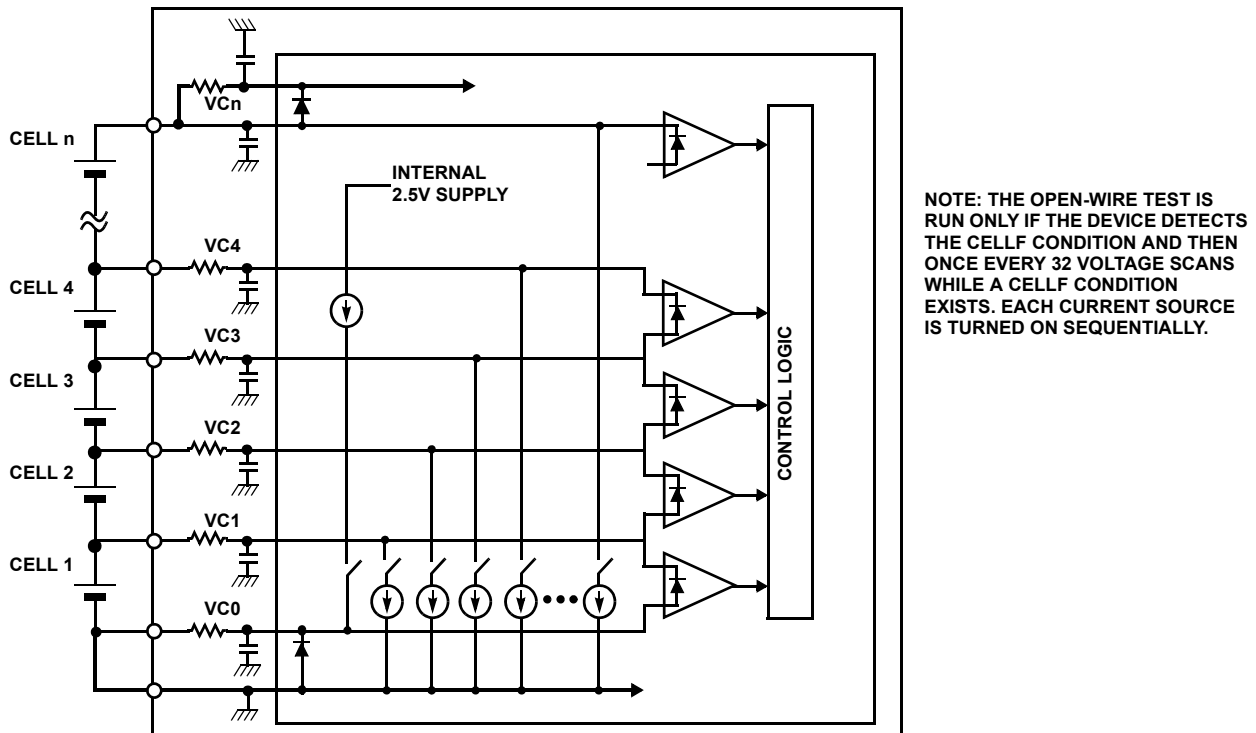 VCn
CELL n
INTERNAL
2.5V SUPPLY
NOTE: THE OPEN-WIRE TEST IS
RUN ONLY IF THE DEVICE DETECTS
THE CELLF CONDITION AND THEN
ONCE EVERY 32 VOLTAGE SCANS
WHILE A CELLF CONDITION
EXISTS. EACH CURRENT SOURCE
IS TURNED ON SEQUENTIALLY.
VC4
CELL 4
VC3
CELL 3
VC2
CELL 2
VC1
CELL 1
VC0
CONTROL LOGIC